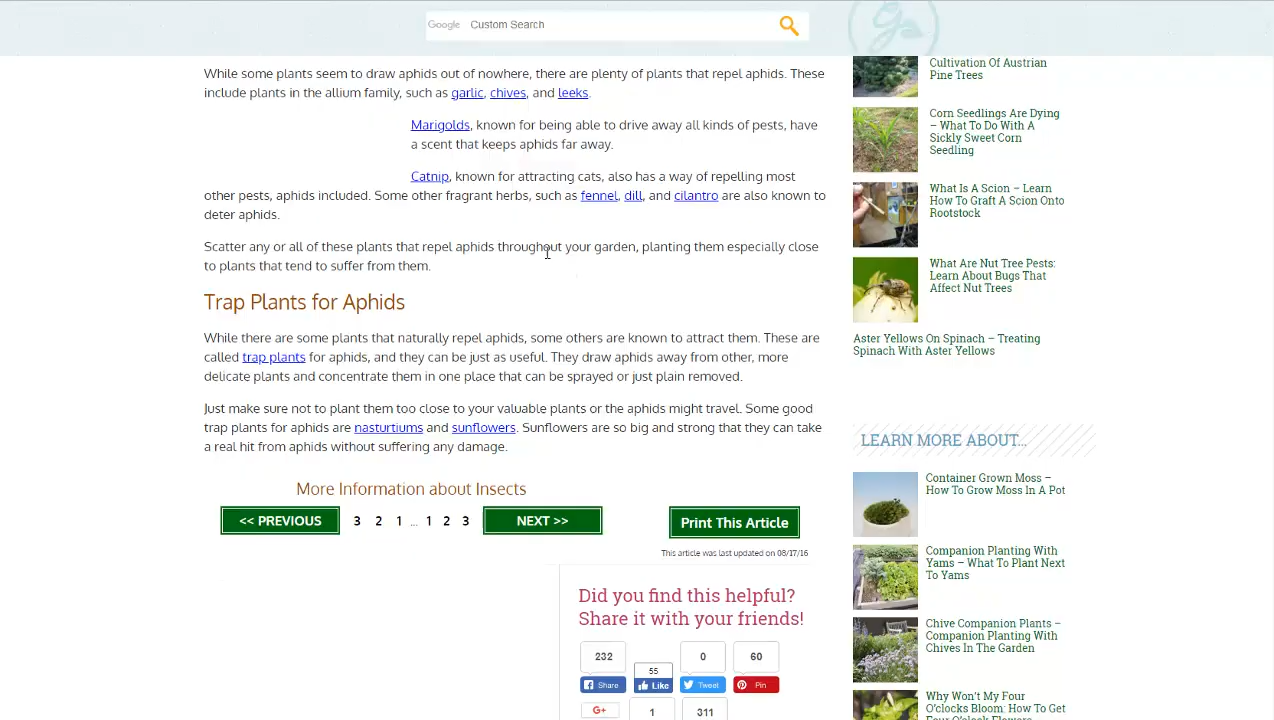 Google Custom Search
While some plants seem to draw aphids out of nowhere, there are plenty of plants that repel aphids. These
include plants in the allium family, such as garlic, chives, and leeks.
Marigolds, known for being able to drive away all kinds of pests, have
a scent that keeps aphids far away.
Catnip, known for attracting cats, also has a way of repelling most
other pests, aphids included. Some other fragrant herbs, such as fennel, dill, and cilantro are also known to
deter aphids.
Scatter any or all of these plants that repel aphids throughout your garden, planting them especially close
to plants that tend to suffer from them.
Trap Plants for Aphids
While there are some plants that naturally repel aphids, some others are known to attract them. These are
called trap plants for aphids, and they can be just as useful. They draw aphids away from other, more
delicate plants and concentrate them in one place that can be sprayed or just plain removed.
Just make sure not to plant them too close to your valuable plants or the aphids might travel. Some good
trap plants for aphids are nasturtiums and sunflowers. Sunflowers are so big and strong that they can take
a real hit from aphids without suffering any damage.
More Information about Insects
<< PREVIOUS 3 2 1 ... 1 2 3 NEXT >>
Print This Article
This article was last updated on 08/17/16
Did you find this helpful?
Share it with your friends!
232 55 0 60
Share Like Tweet Pin
G+ 1 311
Cultivation Of Austrian
Pine Trees
Corn Seedlings Are Dying
– What To Do With A
Sickly Sweet Corn
Seedling
What Is A Scion – Learn
How To Graft A Scion Onto
Rootstock
What Are Nut Tree Pests:
Learn About Bugs That
Affect Nut Trees
Aster Yellows On Spinach – Treating
Spinach With Aster Yellows
LEARN MORE ABOUT...
Container Grown Moss –
How To Grow Moss In A Pot
Companion Planting With
Yams – What To Plant Next
To Yams
Chive Companion Plants –
Companion Planting With
Chives In The Garden
Why Won't My Four
O'clocks Bloom: How To Get
Four O'clock Flowers